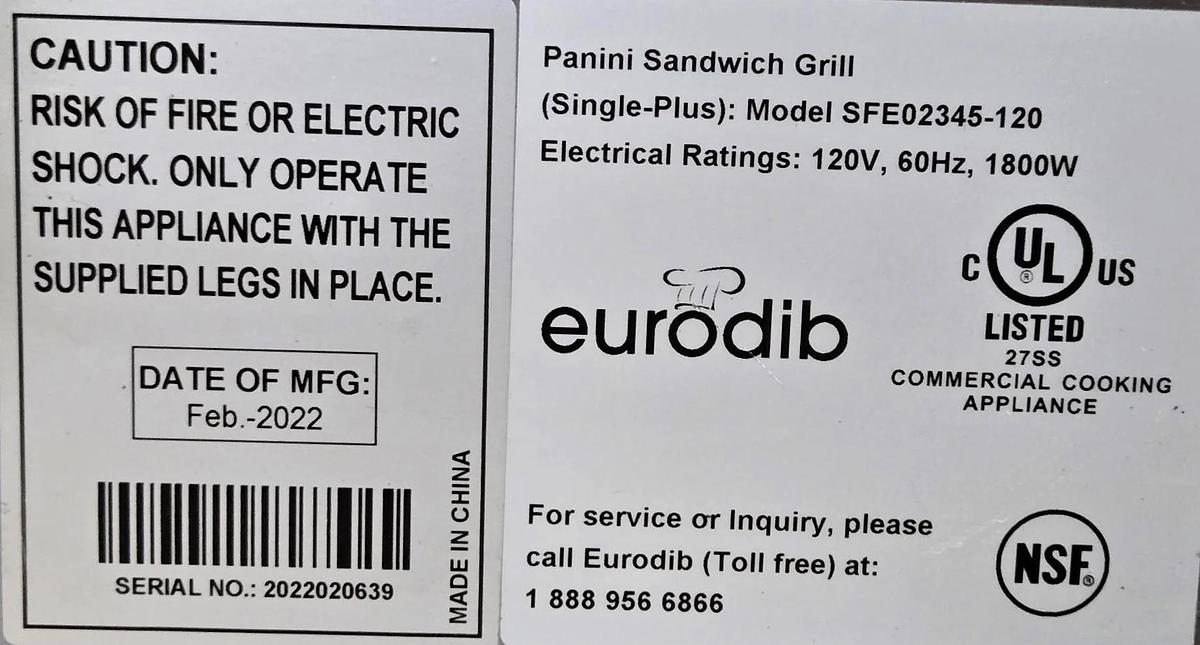 CAUTION:
RISK OF FIRE OR ELECTRIC
SHOCK. ONLY OPERATE
THIS APPLIANCE WITH THE
SUPPLIED LEGS IN PLACE.
DATE OF MFG:
Feb.-2022
SERIAL NO.: 2022020639
MADE IN CHINA
Panini Sandwich Grill
(Single-Plus): Model SFE02345-120
Electrical Ratings: 120V, 60Hz, 1800W
eurodib
C UL® US
LISTED
27SS
COMMERCIAL COOKING
APPLIANCE
For service or Inquiry, please
call Eurodib (Toll free) at:
1 888 956 6866
NSF®